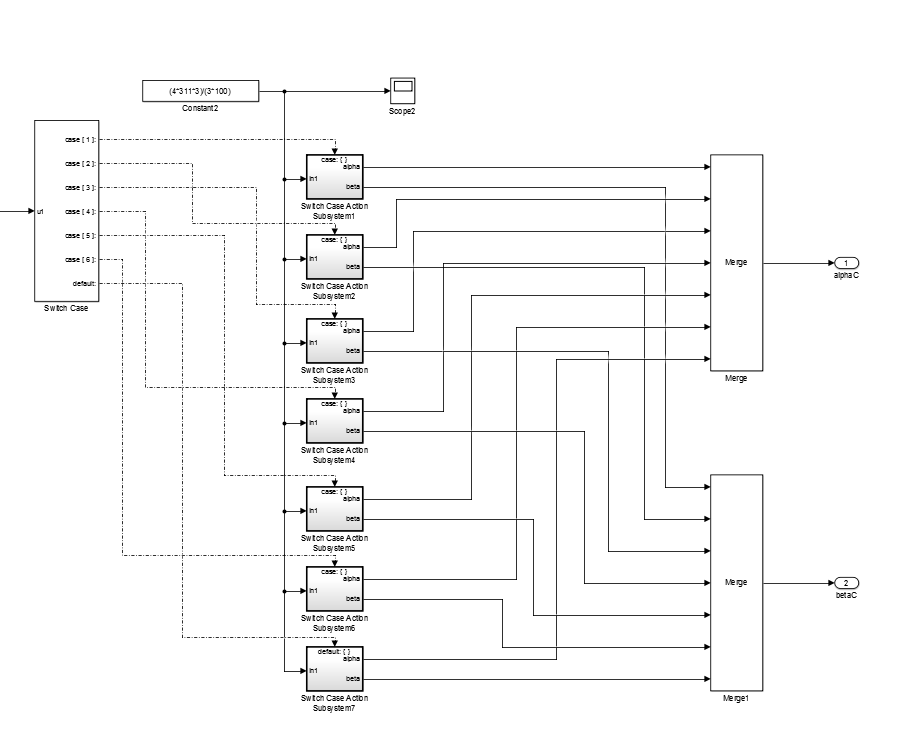 (4*311*3)/(3*100)
Constant2
Scope2
case [ 1 ]:
case [ 2 ]:
case [ 3 ]:
u1
case [ 4 ]:
case [ 5 ]:
case [ 6 ]:
default:
Switch Case
case: { }
alpha
In1
beta
Switch Case Action
Subsystem1
case: { }
alpha
In1
beta
Switch Case Action
Subsystem2
case: { }
alpha
In1
beta
Switch Case Action
Subsystem3
case: { }
alpha
In1
beta
Switch Case Action
Subsystem4
case: { }
alpha
In1
beta
Switch Case Action
Subsystem5
case: { }
alpha
In1
beta
Switch Case Action
Subsystem6
default: { }
alpha
In1
beta
Switch Case Action
Subsystem7
Merge
Merge
1
alphaC
Merge
Merge1
2
betaC